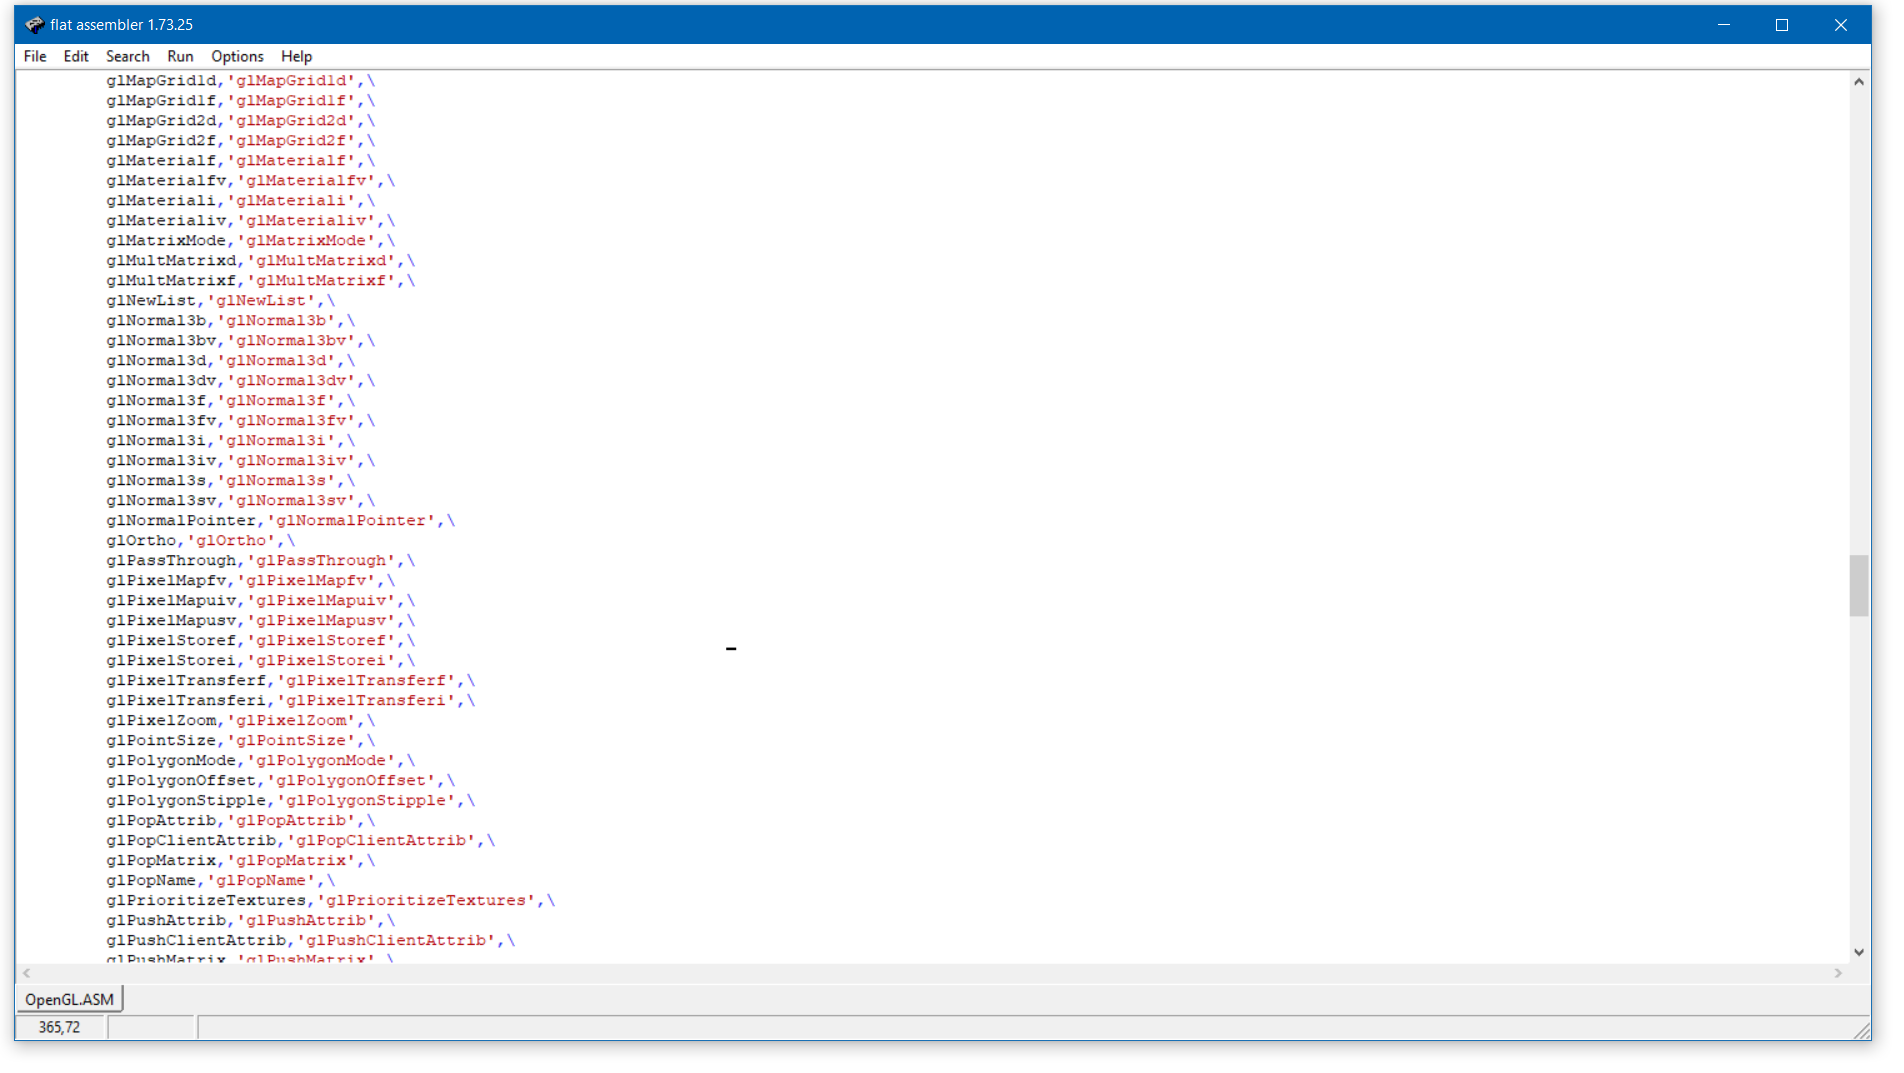 flat assembler 1.73.25
File Edit Search Run Options Help
glMapGrid1d,'glMapGrid1d',\
glMapGrid1f,'glMapGrid1f',\
glMapGrid2d,'glMapGrid2d',\
glMapGrid2f,'glMapGrid2f',\
glMaterialf,'glMaterialf',\
glMaterialfv,'glMaterialfv',\
glMateriali,'glMateriali',\
glMaterialiv,'glMaterialiv',\
glMatrixMode,'glMatrixMode',\
glMultMatrixd,'glMultMatrixd',\
glMultMatrixf,'glMultMatrixf',\
glNewList,'glNewList',\
glNormal3b,'glNormal3b',\
glNormal3bv,'glNormal3bv',\
glNormal3d,'glNormal3d',\
glNormal3dv,'glNormal3dv',\
glNormal3f,'glNormal3f',\
glNormal3fv,'glNormal3fv',\
glNormal3i,'glNormal3i',\
glNormal3iv,'glNormal3iv',\
glNormal3s,'glNormal3s',\
glNormal3sv,'glNormal3sv',\
glNormalPointer,'glNormalPointer',\
glOrtho,'glOrtho',\
glPassThrough,'glPassThrough',\
glPixelMapfv,'glPixelMapfv',\
glPixelMapuiv,'glPixelMapuiv',\
glPixelMapusv,'glPixelMapusv',\
glPixelStoref,'glPixelStoref',\
glPixelStorei,'glPixelStorei',\
glPixelTransferf,'glPixelTransferf',\
glPixelTransferi,'glPixelTransferi',\
glPixelZoom,'glPixelZoom',\
glPointSize,'glPointSize',\
glPolygonMode,'glPolygonMode',\
glPolygonOffset,'glPolygonOffset',\
glPolygonStipple,'glPolygonStipple',\
glPopAttrib,'glPopAttrib',\
glPopClientAttrib,'glPopClientAttrib',\
glPopMatrix,'glPopMatrix',\
glPopName,'glPopName',\
glPrioritizeTextures,'glPrioritizeTextures',\
glPushAttrib,'glPushAttrib',\
glPushClientAttrib,'glPushClientAttrib',\
glPushMatrix,'glPushMatrix',\
OpenGL.ASM
365,72